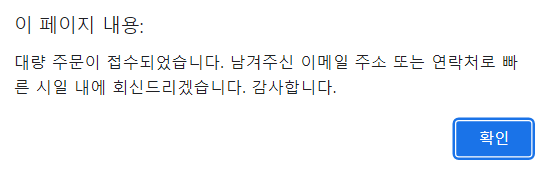 이 페이지 내용:
대량 주문이 접수되었습니다. 남겨주신 이메일 주소 또는 연락처로 빠
른 시일 내에 회신드리겠습니다. 감사합니다.
확인